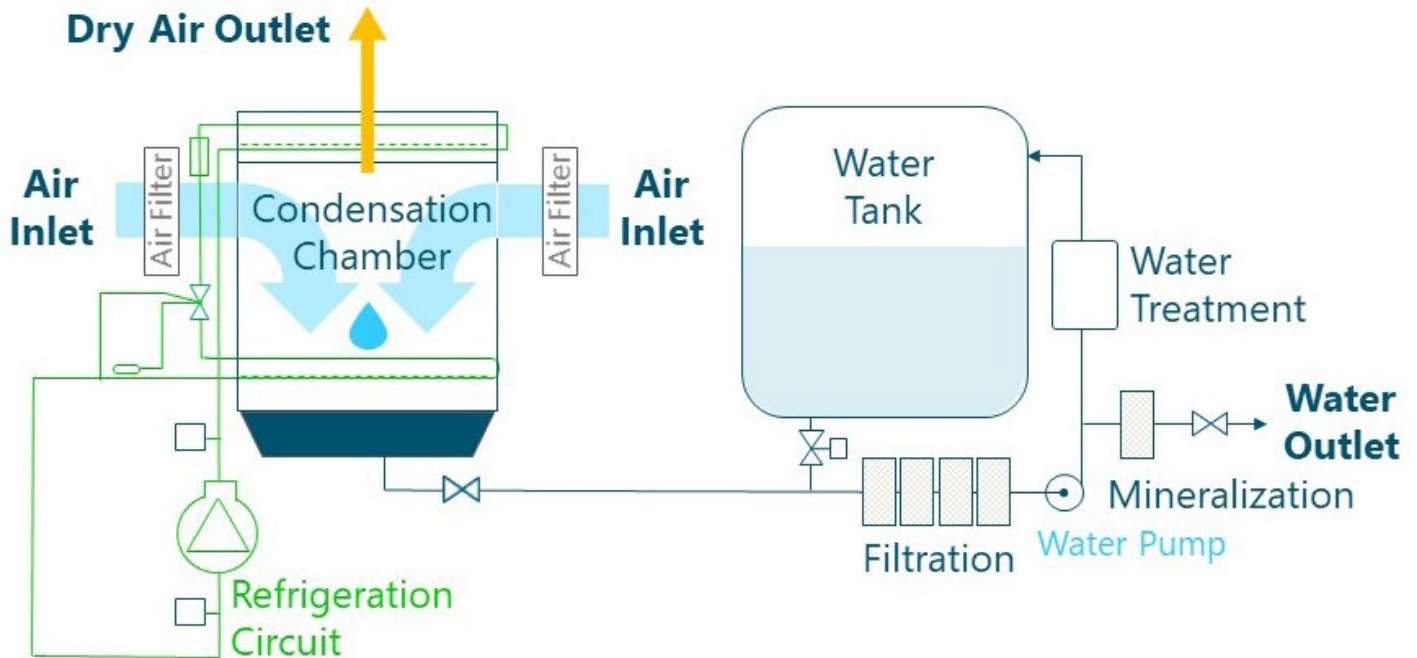 Dry Air Outlet
Air
Inlet
Air Filter
Condensation
Chamber
Air Filter
Air
Inlet
Water
Tank
Water
Treatment
Water
Outlet
Mineralization
Filtration
Water Pump
Refrigeration
Circuit